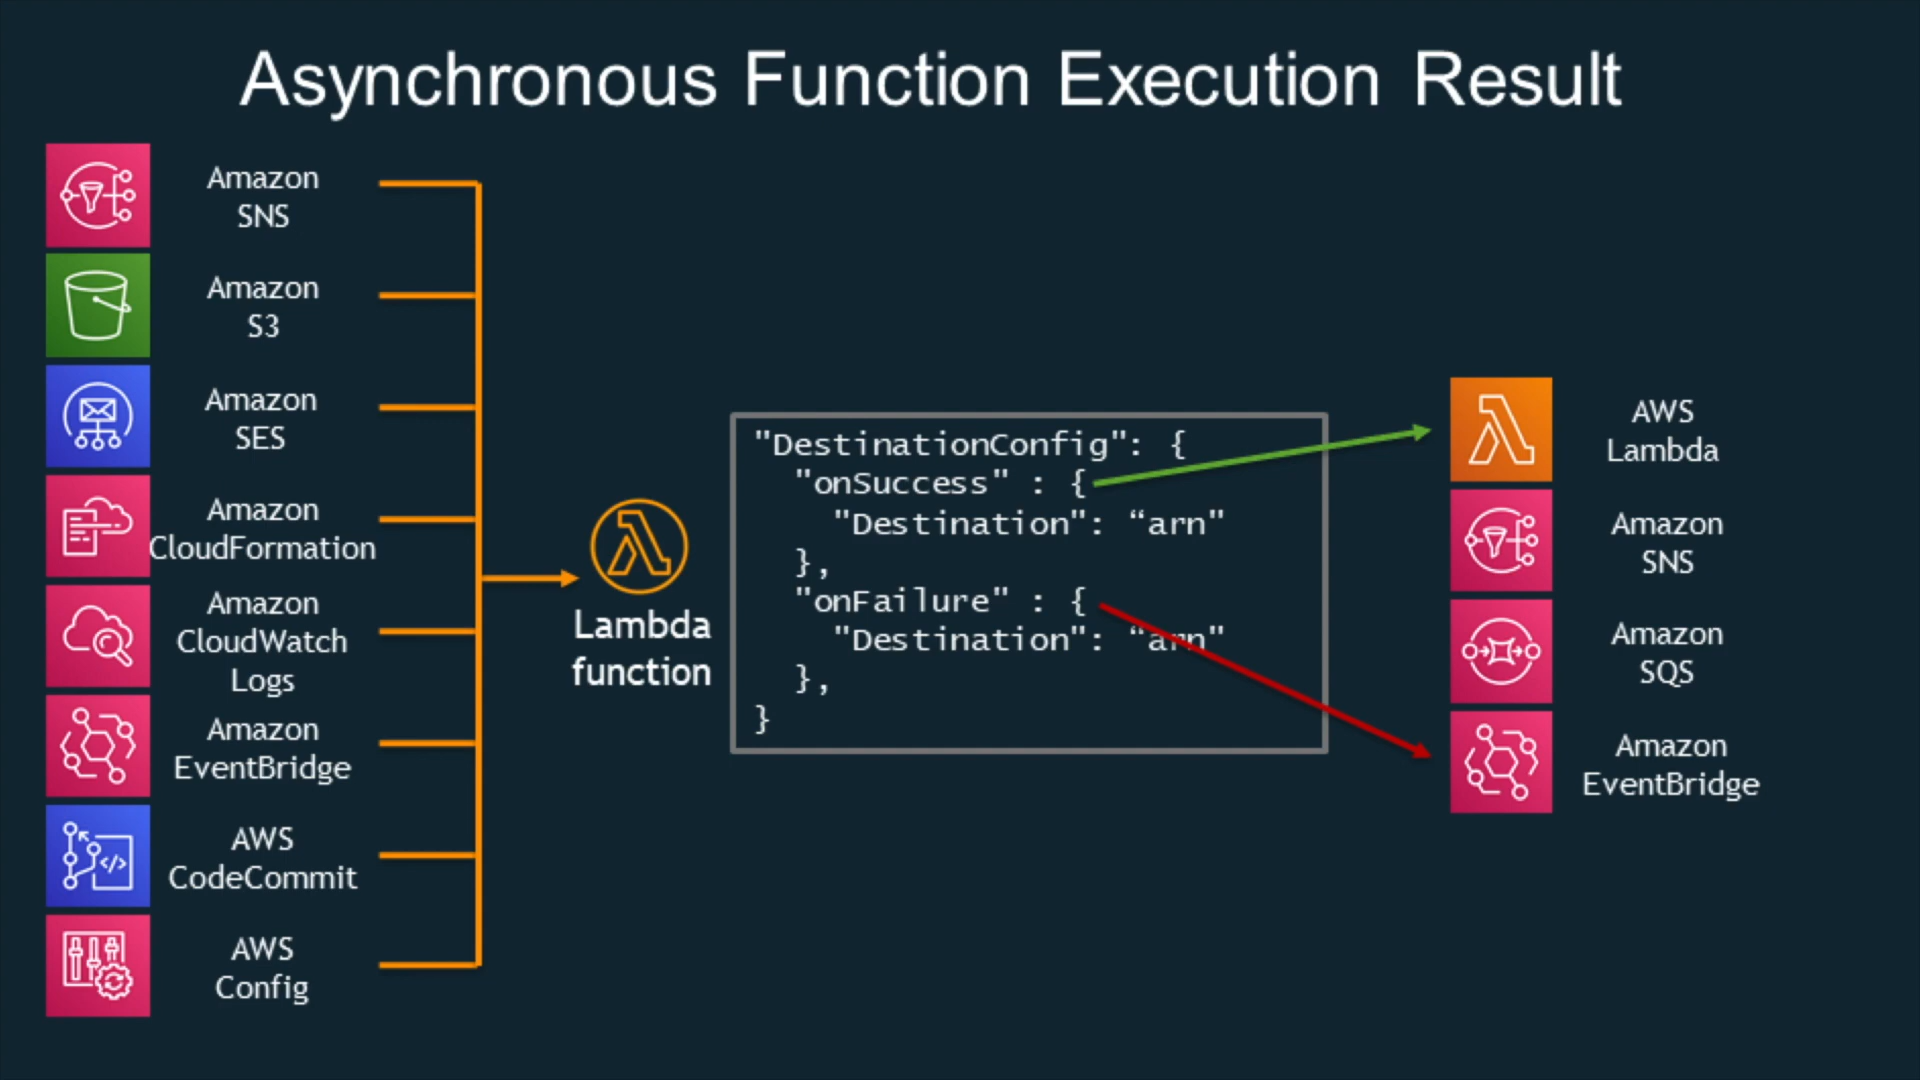 Asynchronous Function Execution Result
Amazon
SNS
Amazon
S3
Amazon
SES
Amazon
CloudFormation
Amazon
CloudWatch
Logs
Amazon
EventBridge
AWS
CodeCommit
AWS
Config
Lambda
function
"DestinationConfig": {
"onSuccess" : {
"Destination": “arn"
},
"onFailure" : {
"Destination": “arn"
},
}
AWS
Lambda
Amazon
SNS
Amazon
SQS
Amazon
EventBridge